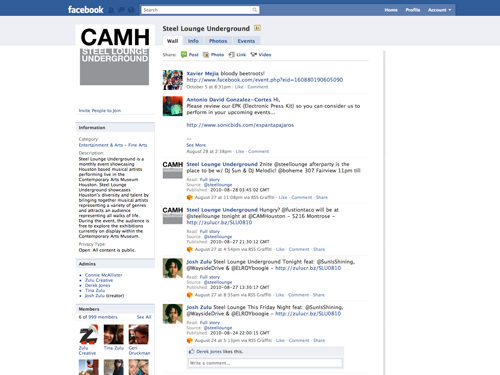 facebook
Search
Home Profile Account
CAMH
STEEL LOUNGE
UNDERGROUND
Invite People to Join
Information
Category:
Entertainment & Arts - Fine Arts
Description:
Steel Lounge Underground is a
monthly event showcasing
Houston based musical artists
performing live in the
Contemporary Arts Museum
Houston. Steel Lounge
Underground showcases
Houston's diversity and talent by
bringing together musical artists
representing a variety of
genres and attracts an audience
representing all walks of life.
During the event, the audience is
free to explore the exhibitions
currently on display within the
Contemporary Arts Museum.
Privacy Type:
Open: All content is public.
Admins
Connie McAllister
Zulu Creative
Derek Jones
Tina Zulu
Josh Zulu (creator)
Members
6 of 969 members See All
Zulu
Creative
Tina Zulu
Geri
Druckman
Steel Lounge Underground
Wall Info Photos Events
Share: Post Photo Link Video
Xavier Mejia bloody beetroots!
http://www.facebook.com/event.php?eid=160880190605090
October 5 at 8:31pm · Like · Comment
Antonio David Gonzalez-Cortes Hi,
Please review our EPK (Electronic Press Kit) so you can consider us to
perform in your upcoming events...
http://www.sonicbids.com/espantapajaros
...
See More
August 28 at 2:38pm · Like · Comment
CAMH
Steel Lounge Underground 2nite @steellounge afterparty is the
place to be w/ DJ Sun & DJ Melodic! @boheme 307 Fairview 11pm till
Read: Full story
Source: @steellounge
Published: 2010-08-28 03:45:02 GMT
August 27 at 11:08pm via RSS Graffiti · Like · Comment · Share
CAMH
Steel Lounge Underground Hungry? @fusiontaco will be at
@steellounge tonight at @CAMHouston - 5216 Montrose -
http://zulucr.bz/SLU0810
Read: Full story
Source: @steellounge
Published: 2010-08-27 21:30:12 GMT
August 27 at 4:54pm via RSS Graffiti · Like · Comment · Share
Josh Zulu Steel Lounge Underground Tonight feat: @SunIsShining,
@WaysideDrive & @ELROYboogie - http://zulucr.bz/SLU0810
Read: Full story
Source: @steellounge
Published: 2010-08-27 13:30:17 GMT
August 27 at 8:35am via RSS Graffiti · Like · Comment · Share
Josh Zulu Steel Lounge This Friday Night feat: @SunIsShining,
@WaysideDrive & @ELROYboogie - http://zulucr.bz/SLU0810
Read: Full story
Source: @steellounge
Published: 2010-08-24 22:00:15 GMT
August 24 at 5:13pm via RSS Graffiti · Like · Comment · Share
Derek Jones likes this.
Write a comment...